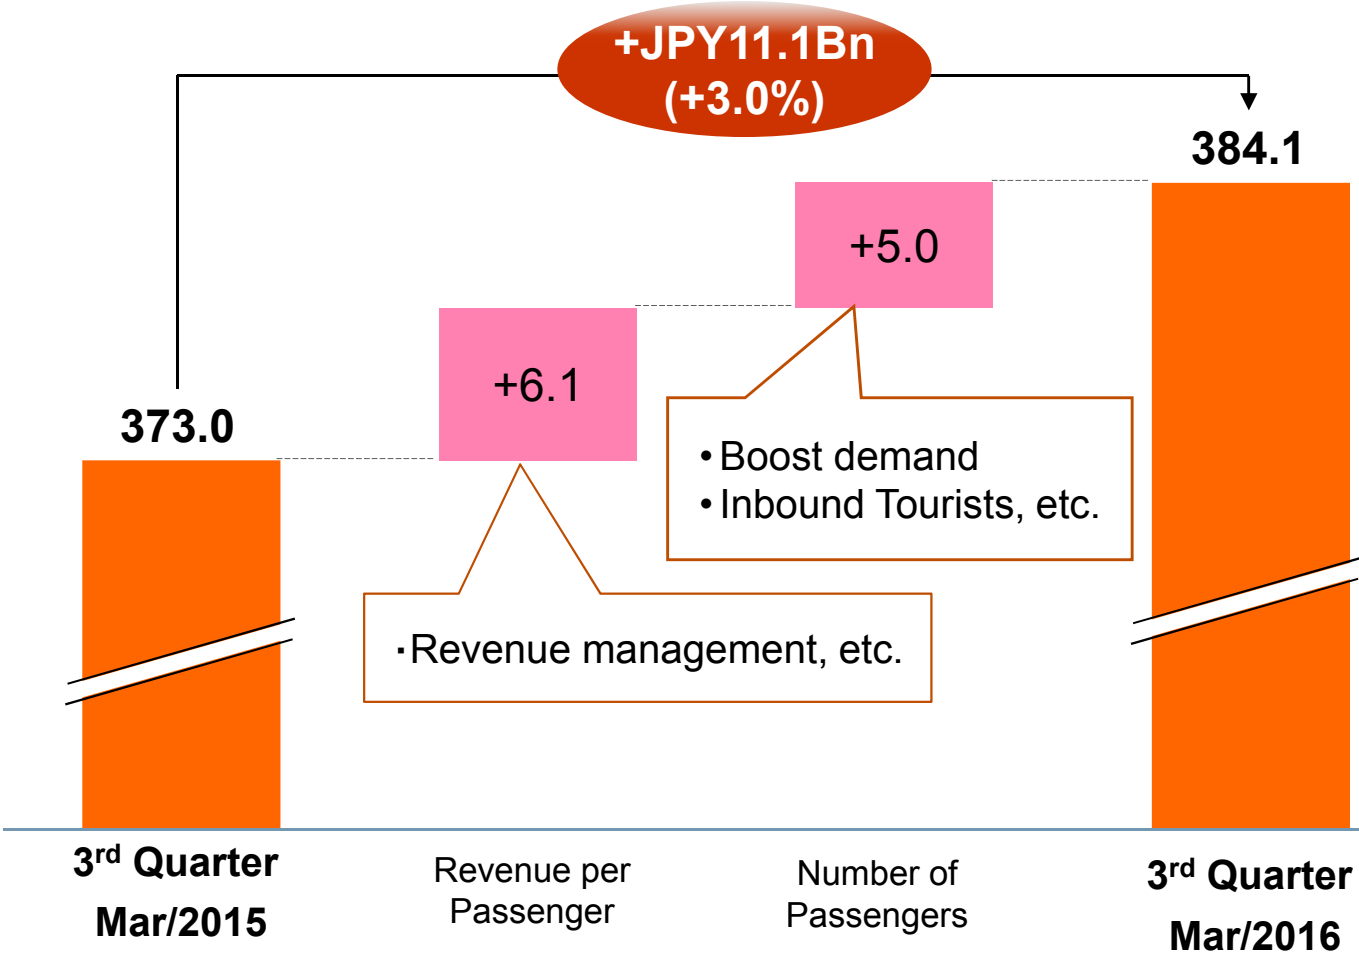 +JPY11.1Bn
(+3.0%)
384.1
+5.0
+6.1
373.0
•Boost demand
•Inbound Tourists, etc.
･Revenue management, etc.
3rd Quarter
Mar/2015
Revenue per
Passenger
Number of
Passengers
3rd Quarter
Mar/2016